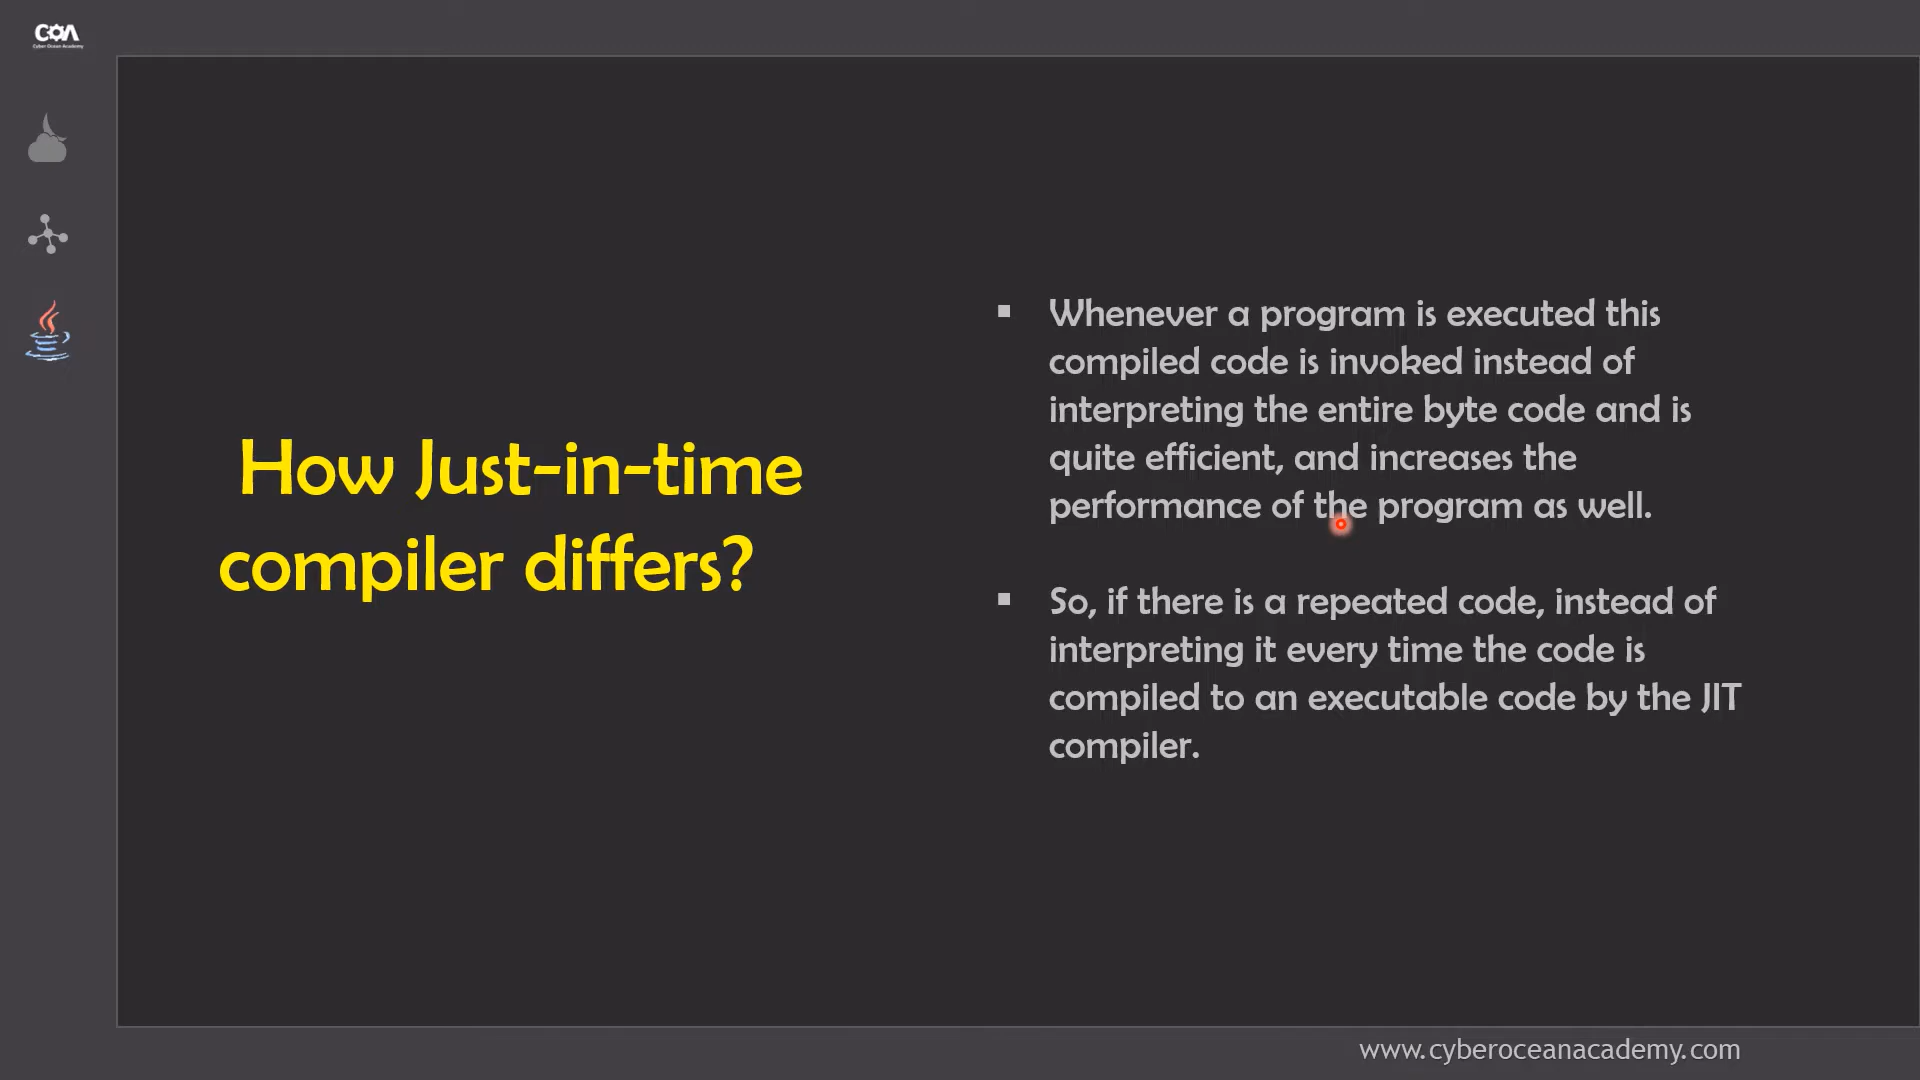 COA
Cyber Ocean Academy
How Just-in-time
compiler differs?
Whenever a program is executed this
compiled code is invoked instead of
interpreting the entire byte code and is
quite efficient, and increases the
performance of the program as well.
So, if there is a repeated code, instead of
interpreting it every time the code is
compiled to an executable code by the JIT
compiler.
www.cyberoceanacademy.com